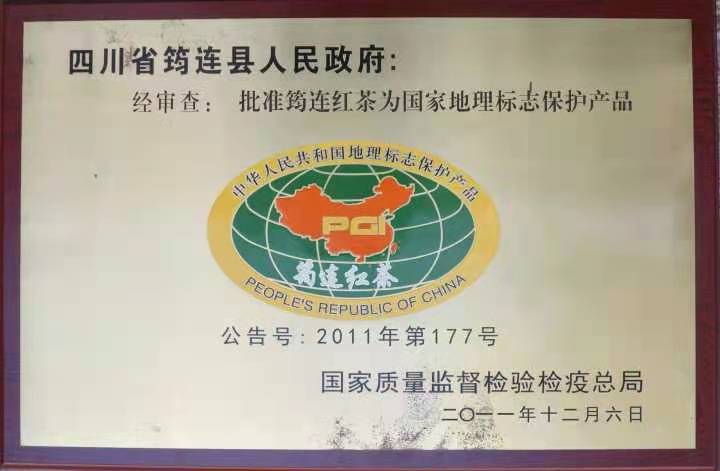 四川省筠连县人民政府:
经审查: 批准筠连红茶为国家地理标志保护产品
中华人民共和国地理标志保护产品
PGI
筠连红茶
PEOPLE'S REPUBLIC OF CHINA
公告号: 2011年第177号
国家质量监督检验检疫总局
二〇一一年十二月六日